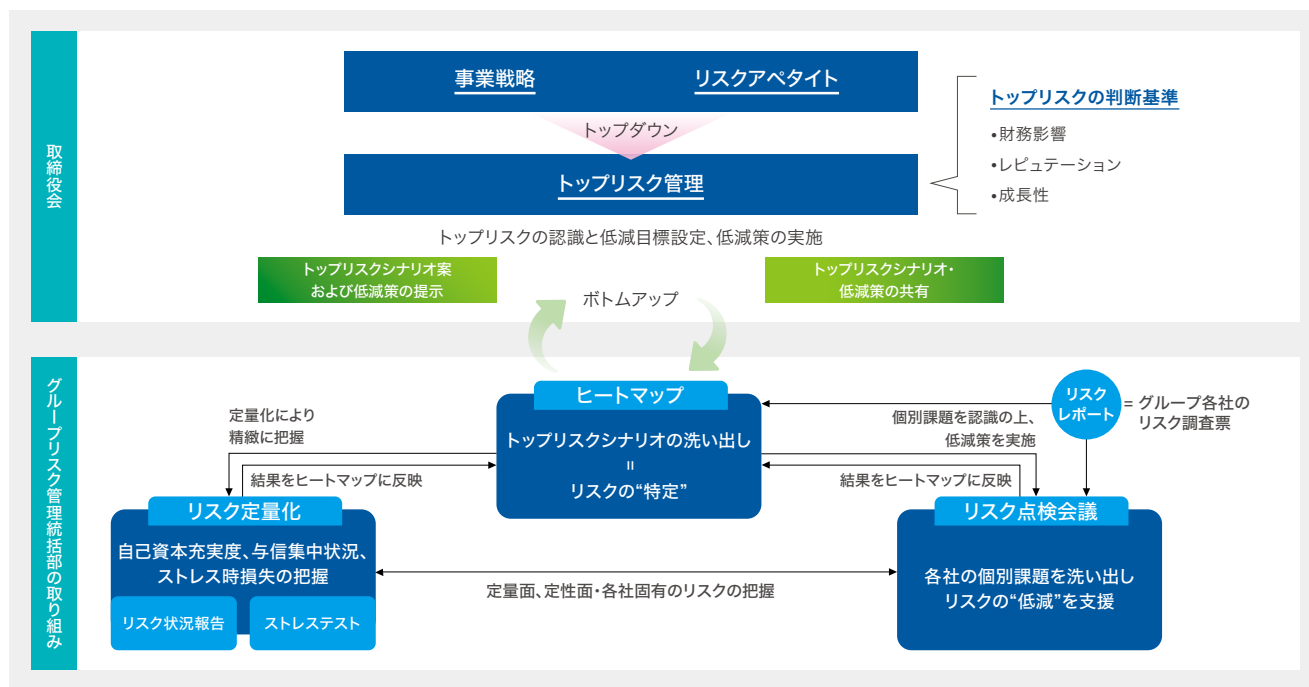 取締役会
事業戦略
リスクアペタイト
トップダウン
トップリスク管理
トップリスクの判断基準
•財務影響
•レピュテーション
•成長性
トップリスクの認識と低減目標設定、低減策の実施
トップリスクシナリオ案
および低減策の提示
ボトムアップ
トップリスクシナリオ・
低減策の共有
グループリスク管理統括部の取り組み
ヒートマップ
トップリスクシナリオの洗い出し
=
リスクの“特定”
リスク
レポート
= グループ各社の
リスク調査票
定量化により
精緻に把握
個別課題を認識の上、
低減策を実施
結果をヒートマップに反映
結果をヒートマップに反映
リスク定量化
自己資本充実度、与信集中状況、
ストレス時損失の把握
リスク状況報告
ストレステスト
定量面、定性面・各社固有のリスクの把握
リスク点検会議
各社の個別課題を洗い出し
リスクの“低減”を支援